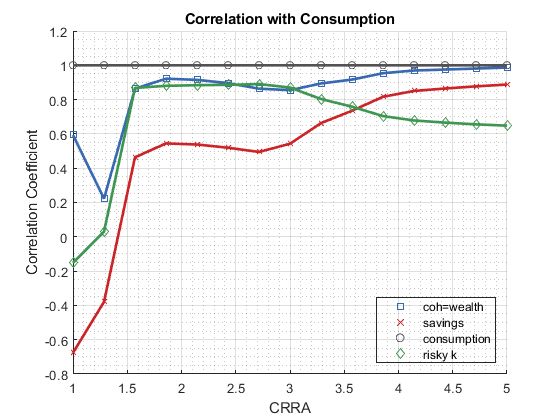 Correlation with Consumption
1.2
1
0.8
0.6
0.4
0.2
0
-0.2
-0.4
-0.6
-0.8
Correlation Coefficient
coh=wealth
savings
consumption
risky k
1 1.5 2 2.5 3 3.5 4 4.5 5
CRRA